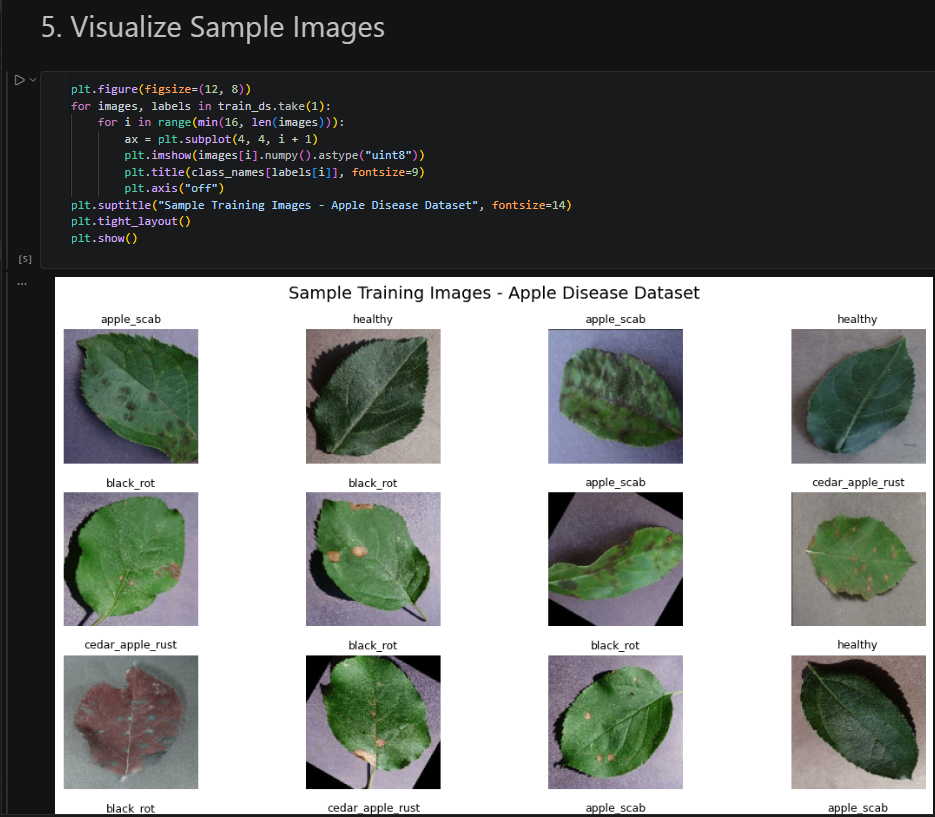 5. Visualize Sample Images
plt.figure(figsize=(12, 8))
for images, labels in train_ds.take(1):
    for i in range(min(16, len(images))):
        ax = plt.subplot(4, 4, i + 1)
        plt.imshow(images[i].numpy().astype("uint8"))
        plt.title(class_names[labels[i]], fontsize=9)
        plt.axis("off")
plt.suptitle("Sample Training Images - Apple Disease Dataset", fontsize=14)
plt.tight_layout()
plt.show()
[5]
...
Sample Training Images - Apple Disease Dataset
apple_scab healthy apple_scab healthy
black_rot black_rot apple_scab cedar_apple_rust
cedar_apple_rust black_rot black_rot healthy
black_rot cedar_apple_rust apple_scab apple_scab